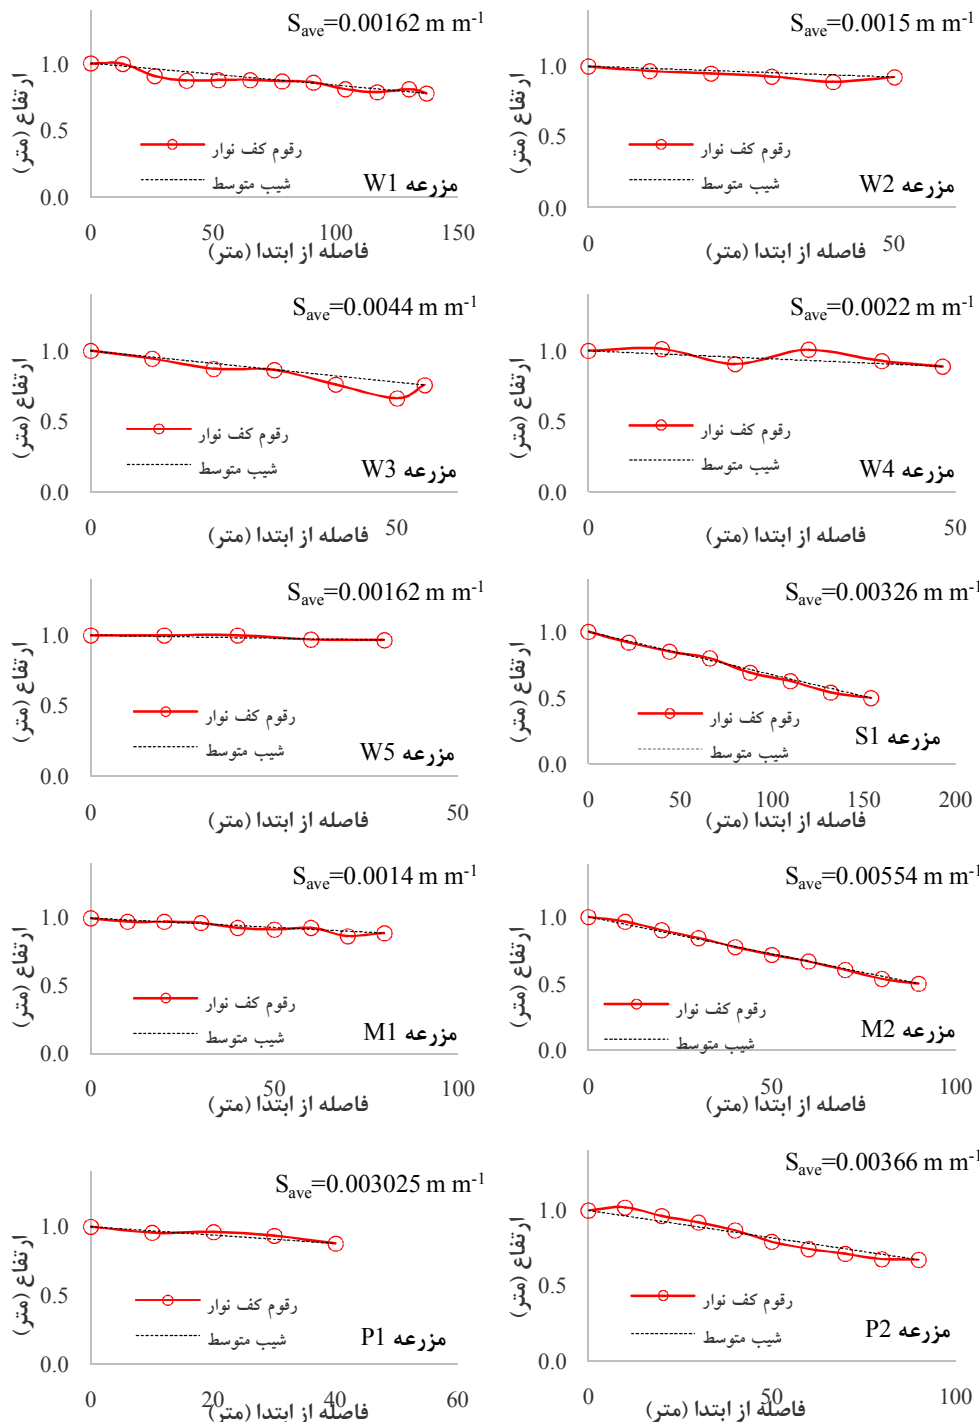 S_ave=0.00162 m m^-1
1.0
0.5
0.0
ارتفاع (متر)
رقوم کف نوار
شیب متوسط
مزرعه W1
0 50 100 150
فاصله از ابتدا (متر)
S_ave=0.0015 m m^-1
1.0
0.5
0.0
ارتفاع (متر)
رقوم کف نوار
شیب متوسط
مزرعه W2
0 50
فاصله از ابتدا (متر)
S_ave=0.0044 m m^-1
1.0
0.5
0.0
ارتفاع (متر)
رقوم کف نوار
شیب متوسط
مزرعه W3
0 50
فاصله از ابتدا (متر)
S_ave=0.0022 m m^-1
1.0
0.5
0.0
ارتفاع (متر)
رقوم کف نوار
شیب متوسط
مزرعه W4
0 50
فاصله از ابتدا (متر)
S_ave=0.00162 m m^-1
1.0
0.5
0.0
ارتفاع (متر)
رقوم کف نوار
شیب متوسط
مزرعه W5
0 50
فاصله از ابتدا (متر)
S_ave=0.00326 m m^-1
1.0
0.5
0.0
ارتفاع (متر)
رقوم کف نوار
شیب متوسط
مزرعه S1
0 50 100 150 200
فاصله از ابتدا (متر)
S_ave=0.0014 m m^-1
1.0
0.5
0.0
ارتفاع (متر)
رقوم کف نوار
شیب متوسط
مزرعه M1
0 50 100
فاصله از ابتدا (متر)
S_ave=0.00554 m m^-1
1.0
0.5
0.0
ارتفاع (متر)
رقوم کف نوار
شیب متوسط
مزرعه M2
0 50 100
فاصله از ابتدا (متر)
S_ave=0.003025 m m^-1
1.0
0.5
0.0
ارتفاع (متر)
رقوم کف نوار
شیب متوسط
مزرعه P1
0 20 40 60
فاصله از ابتدا (متر)
S_ave=0.00366 m m^-1
1.0
0.5
0.0
ارتفاع (متر)
رقوم کف نوار
شیب متوسط
مزرعه P2
0 50 100
فاصله از ابتدا (متر)